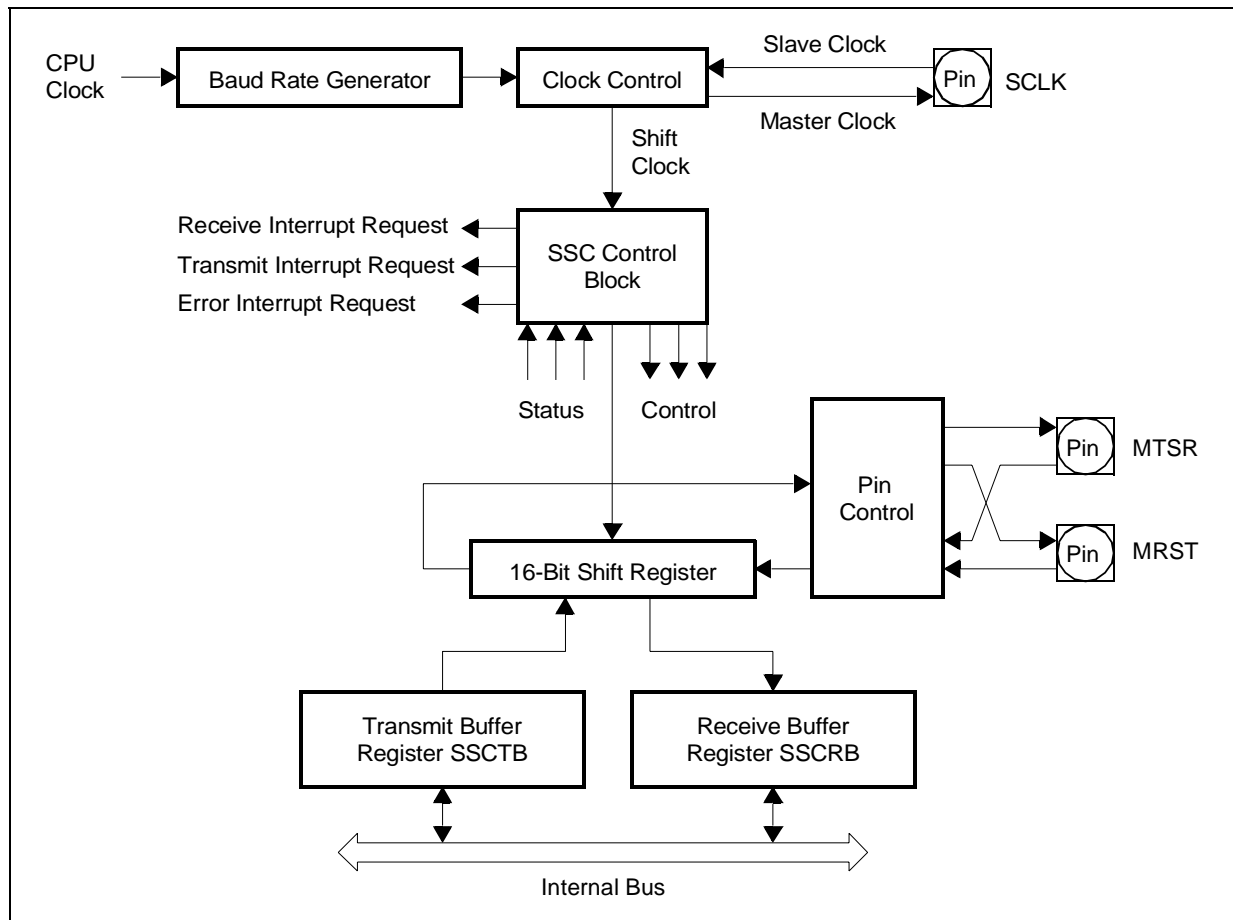 CPU
Clock
Baud Rate Generator
Clock Control
Slave Clock
Pin
SCLK
Master Clock
Shift
Clock
Receive Interrupt Request
Transmit Interrupt Request
Error Interrupt Request
SSC Control
Block
Status
Control
Pin
Control
Pin
MTSR
Pin
MRST
16-Bit Shift Register
Transmit Buffer
Register SSCTB
Receive Buffer
Register SSCRB
Internal Bus